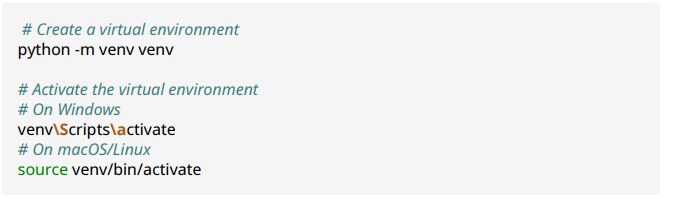 # Create a virtual environment
python -m venv venv
# Activate the virtual environment
# On Windows
venv\Scripts\activate
# On macOS/Linux
source venv/bin/activate